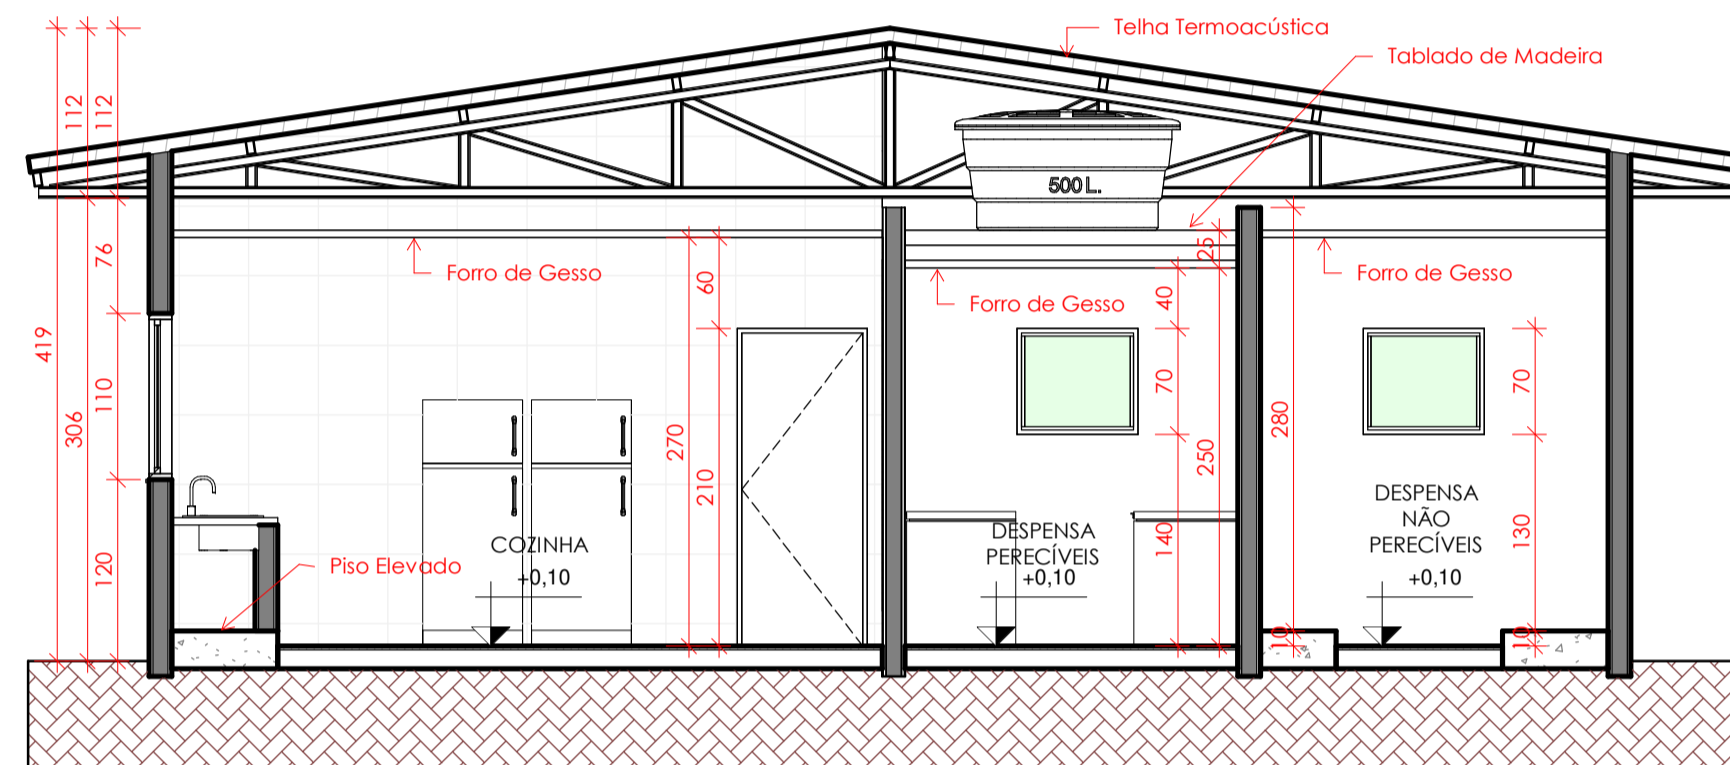 Telha Termoacústica
Tablado de Madeira
112
112
500 L.
76
25
Forro de Gesso
60
Forro de Gesso
40
Forro de Gesso
419
306
110
270
210
70
250
280
70
DESPENSA
NÃO
PERECÍVEIS
+0,10
130
COZINHA
+0,10
DESPENSA
PERECÍVEIS
+0,10
140
120
Piso Elevado
10
10